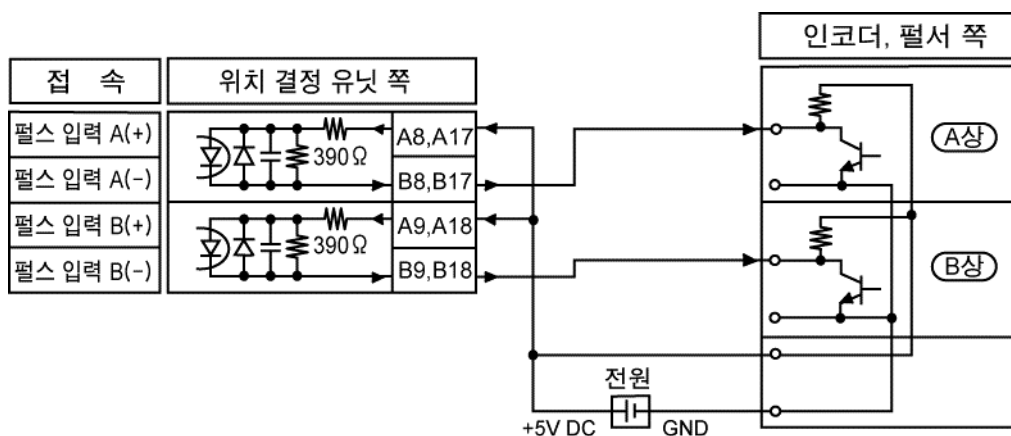 인코더, 펄서 쪽
접 속
위치 결정 유닛 쪽
펄스 입력 A(+)
A8,A17
390Ω
A상
펄스 입력 A(−)
B8,B17
펄스 입력 B(+)
A9,A18
390Ω
B상
펄스 입력 B(−)
B9,B18
전원
+5V DC
GND